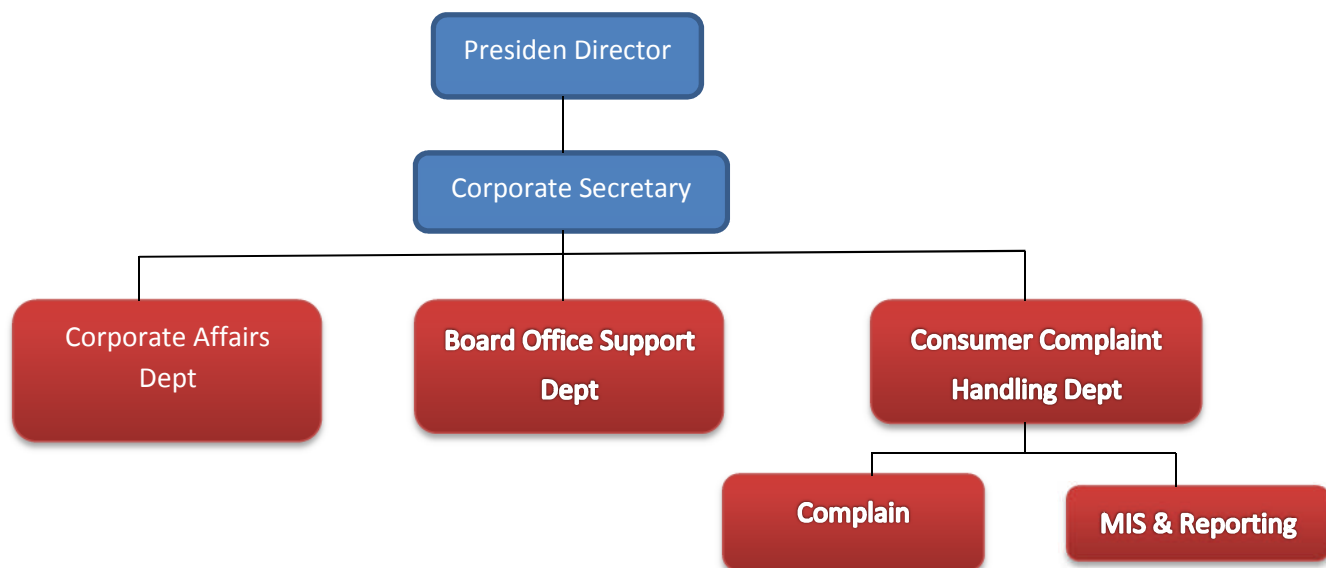 Presiden Director
Corporate Secretary
Corporate Affairs
Dept
Board Office Support
Dept
Consumer Complaint
Handling Dept
Complain
MIS & Reporting